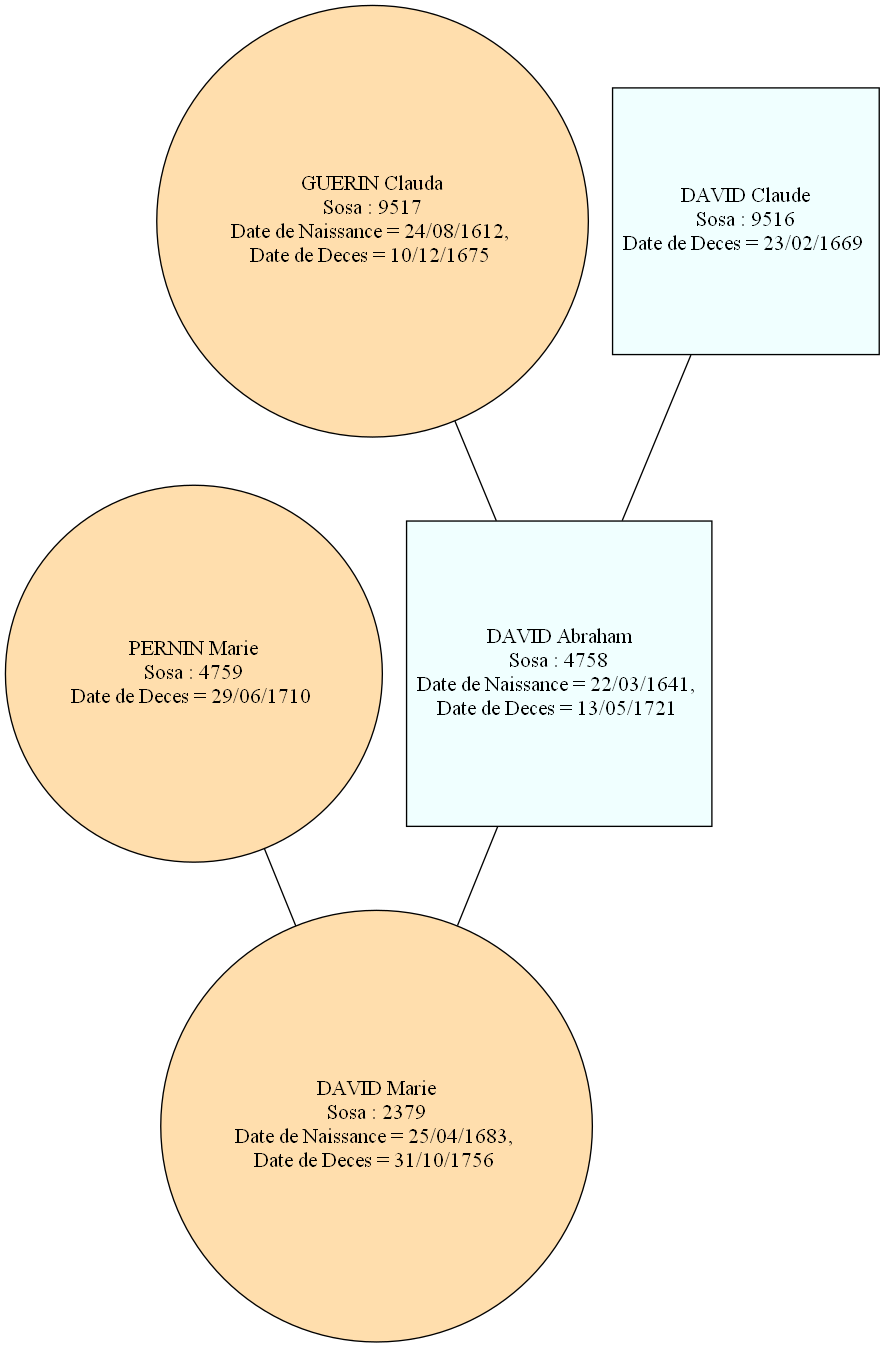 GUERIN Clauda
Sosa : 9517
Date de Naissance = 24/08/1612,
Date de Deces = 10/12/1675
DAVID Claude
Sosa : 9516
Date de Deces = 23/02/1669
PERNIN Marie
Sosa : 4759
Date de Deces = 29/06/1710
DAVID Abraham
Sosa : 4758
Date de Naissance = 22/03/1641,
Date de Deces = 13/05/1721
DAVID Marie
Sosa : 2379
Date de Naissance = 25/04/1683,
Date de Deces = 31/10/1756